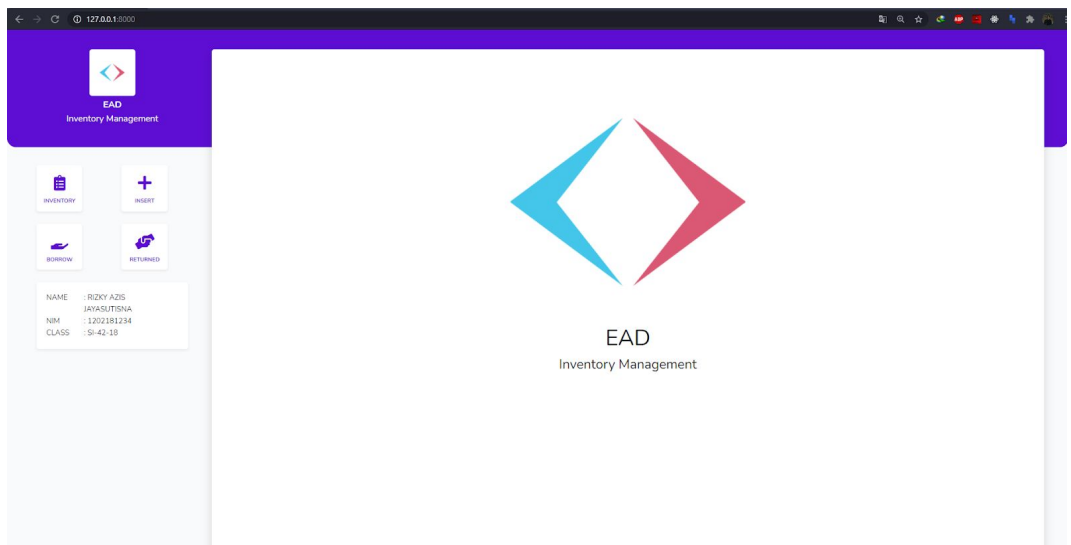 127.0.0.1:8000
ABP
EAD
Inventory Management
INVENTORY
INSERT
BORROW
RETURNED
NAME : RIZKY AZIS
JAYASUTISNA
NIM : 1202181234
CLASS : SI-42-18
EAD
Inventory Management